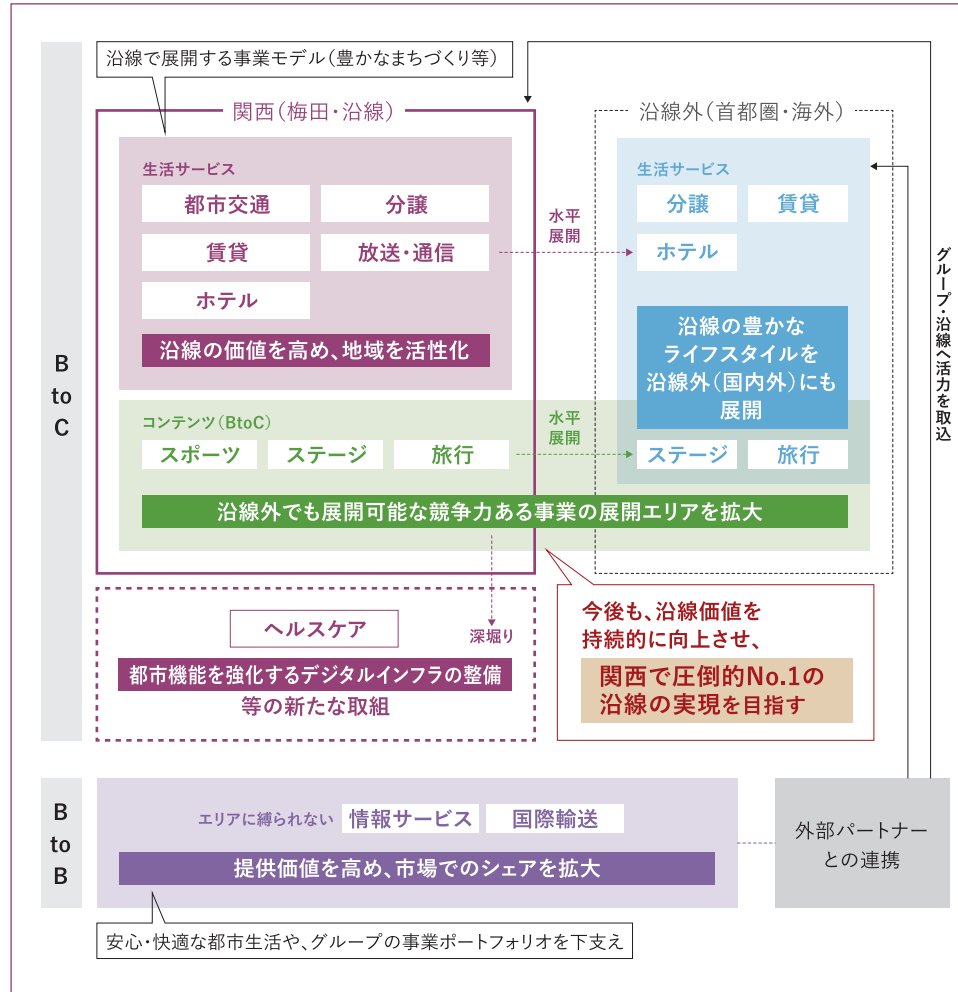 沿線で展開する事業モデル(豊かなまちづくり等)
B
to
C
関西(梅田・沿線)
生活サービス
都市交通
分譲
賃貸
放送・通信
ホテル
沿線の価値を高め、地域を活性化
水平
展開
沿線外(首都圏・海外)
生活サービス
分譲
賃貸
ホテル
沿線の豊かな
ライフスタイルを
沿線外(国内外)にも
展開
コンテンツ(BtoC)
スポーツ
ステージ
旅行
水平
展開
ステージ
旅行
沿線外でも展開可能な競争力ある事業の展開エリアを拡大
グループ・沿線へ活力を取込
ヘルスケア
深堀り
都市機能を強化するデジタルインフラの整備
等の新たな取組
今後も、沿線価値を
持続的に向上させ、
関西で圧倒的No.1の
沿線の実現を目指す
B
to
B
エリアに縛られない
情報サービス
国際輸送
提供価値を高め、市場でのシェアを拡大
外部パートナー
との連携
安心・快適な都市生活や、グループの事業ポートフォリオを下支え